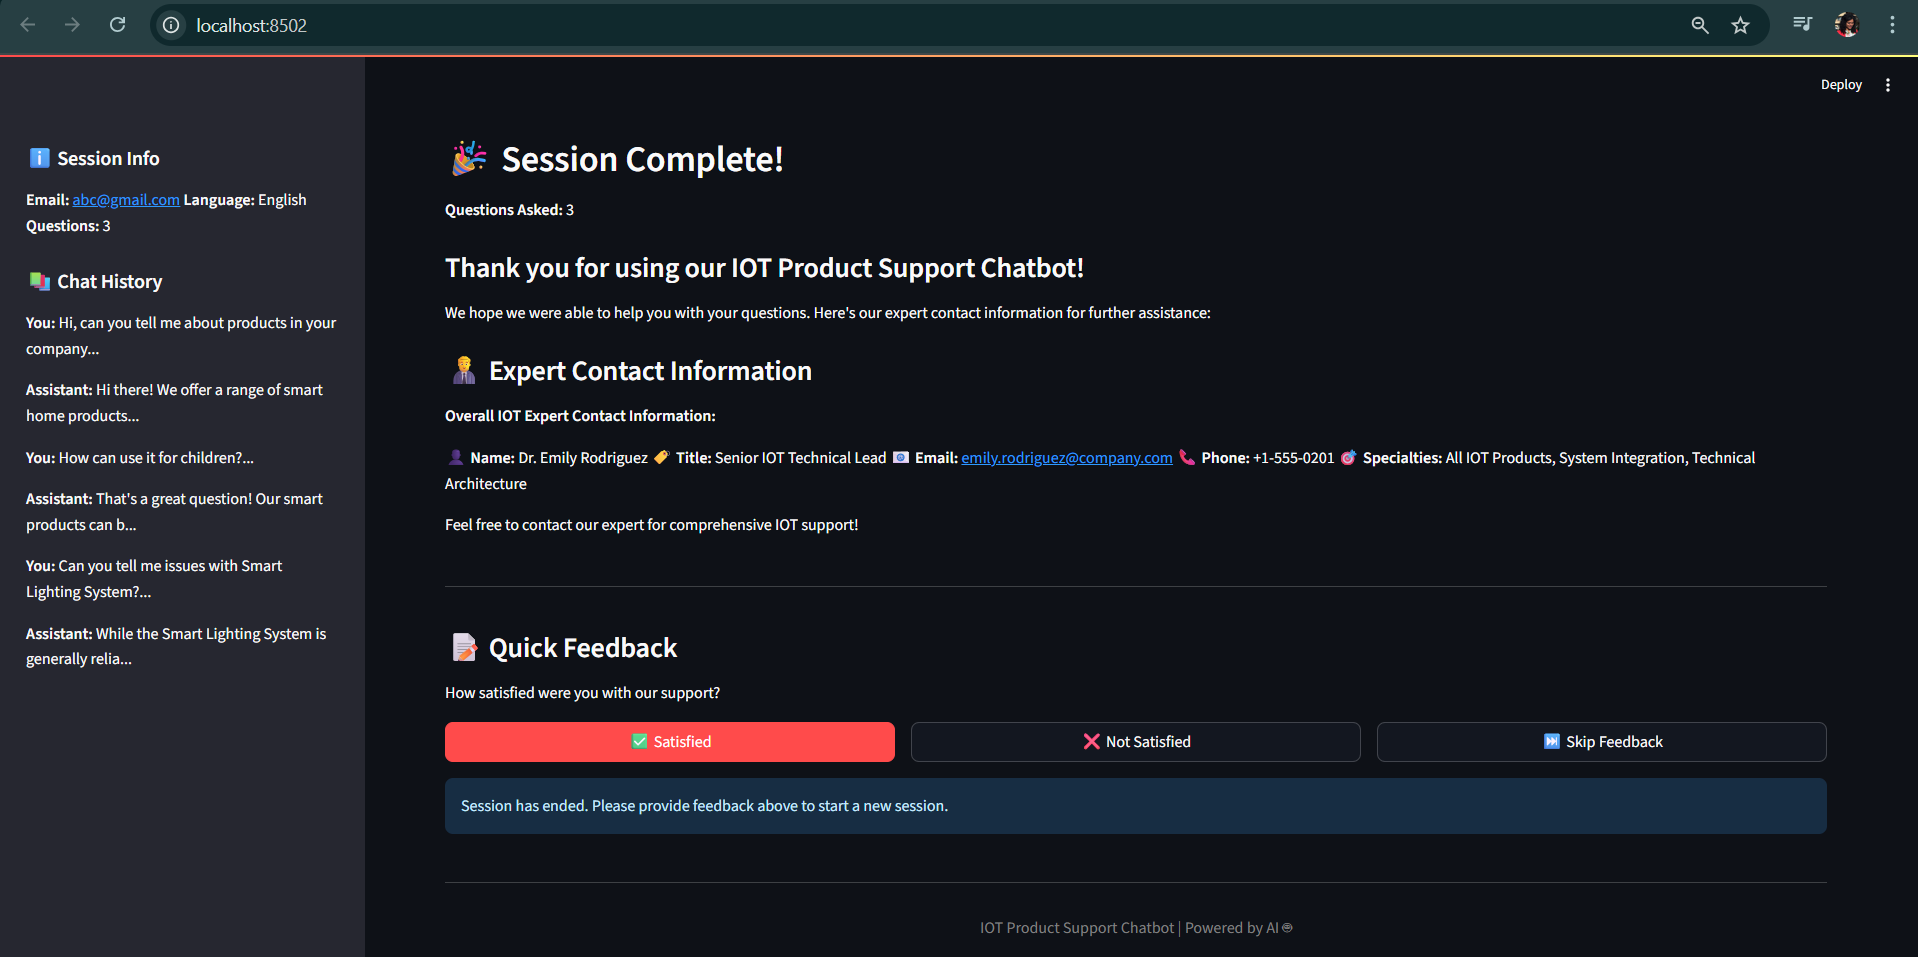 localhost:8502
Deploy
Session Info
Email: abc@gmail.com Language: English
Questions: 3
Chat History
You: Hi, can you tell me about products in your
company...
Assistant: Hi there! We offer a range of smart
home products...
You: How can use it for children?...
Assistant: That's a great question! Our smart
products can b...
You: Can you tell me issues with Smart
Lighting System?...
Assistant: While the Smart Lighting System is
generally relia...
Session Complete!
Questions Asked: 3
Thank you for using our IOT Product Support Chatbot!
We hope we were able to help you with your questions. Here's our expert contact information for further assistance:
Expert Contact Information
Overall IOT Expert Contact Information:
Name: Dr. Emily Rodriguez Title: Senior IOT Technical Lead Email: emily.rodriguez@company.com Phone: +1-555-0201 Specialties: All IOT Products, System Integration, Technical
Architecture
Feel free to contact our expert for comprehensive IOT support!
Quick Feedback
How satisfied were you with our support?
Satisfied
Not Satisfied
Skip Feedback
Session has ended. Please provide feedback above to start a new session.
IOT Product Support Chatbot | Powered by AI